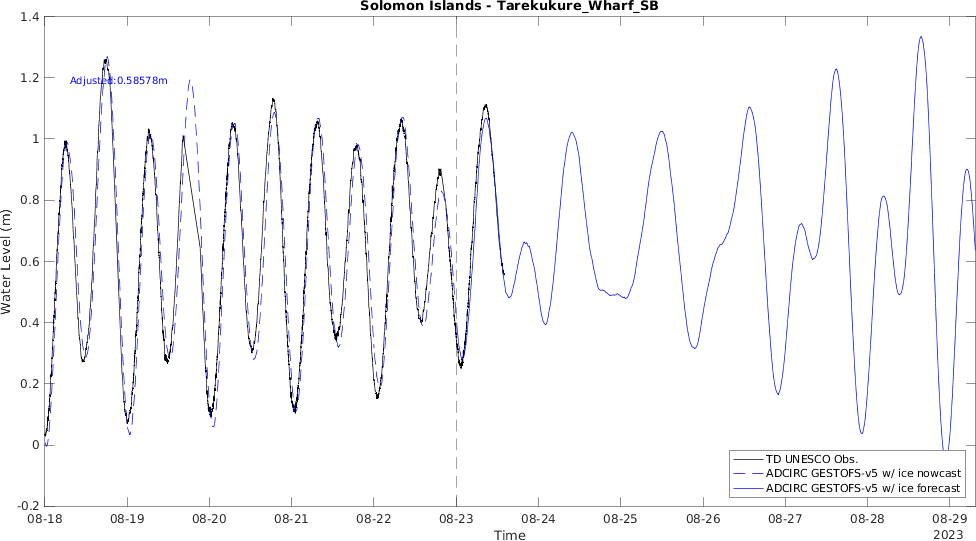 Solomon Islands - Tarekukure_Wharf_SB
Adjusted:0.58578m
Water Level (m)
1.4
1.2
1
0.8
0.6
0.4
0.2
0
-0.2
08-18 08-19 08-20 08-21 08-22 08-23 08-24 08-25 08-26 08-27 08-28 08-29
2023
Time
TD UNESCO Obs.
ADCIRC GESTOFS-v5 w/ ice nowcast
ADCIRC GESTOFS-v5 w/ ice forecast